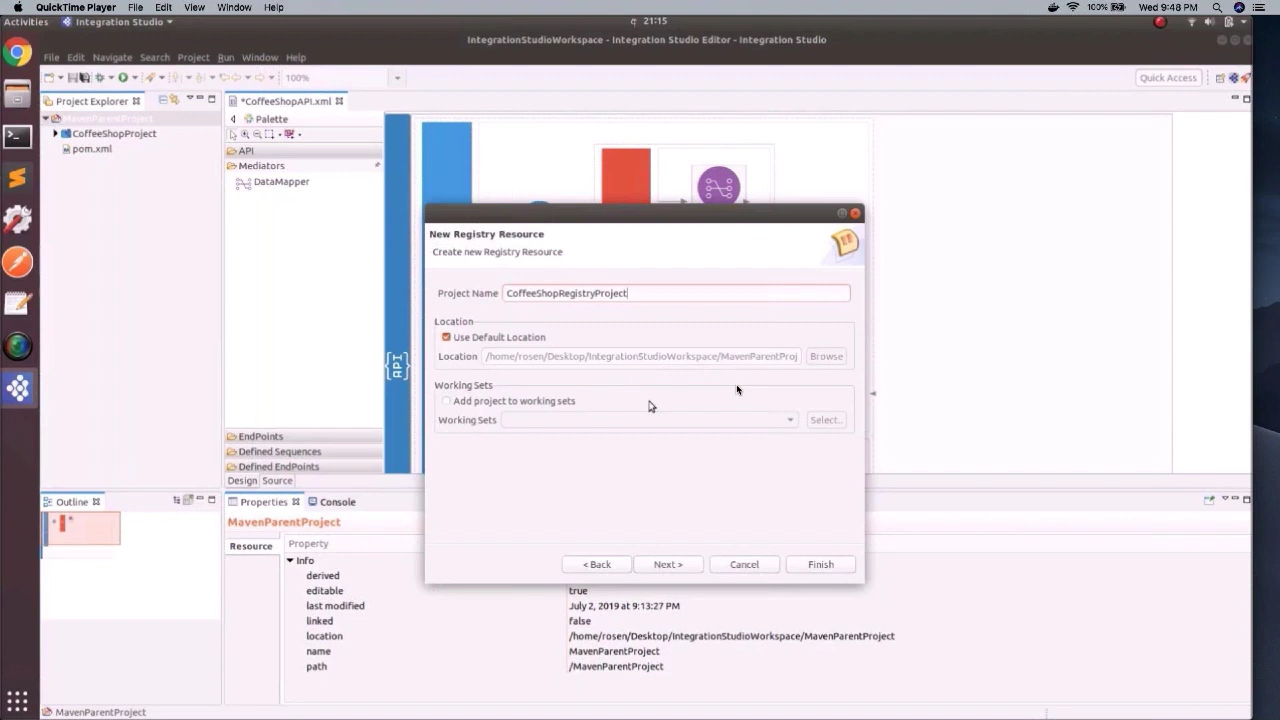 QuickTime Player File Edit View Window Help
Activities Integration Studio 21:15
IntegrationStudioWorkspace - Integration Studio Editor - Integration Studio
File Edit Navigate Search Project Run Window Help
100% Quick Access
Project Explorer *CoffeeShopAPI.xml
MavenParentProject
CoffeeShopProject
pom.xml
Palette
API
Mediators
DataMapper
EndPoints
Defined Sequences
Defined EndPoints
Design Source
{API}
New Registry Resource
Create new Registry Resource
Project Name CoffeeShopRegistryProject
Location
Use Default Location
Location /home/rosen/Desktop/IntegrationStudioWorkspace/MavenParentProj Browse
Working Sets
Add project to working sets
Working Sets Select..
< Back Next > Cancel Finish
Outline
Properties Console
MavenParentProject
Resource
Property
Info
derived
editable true
last modified July 2, 2019 at 9:13:27 PM
linked false
location /home/rosen/Desktop/IntegrationStudioWorkspace/MavenParentProject
name MavenParentProject
path /MavenParentProject
MavenParentProject